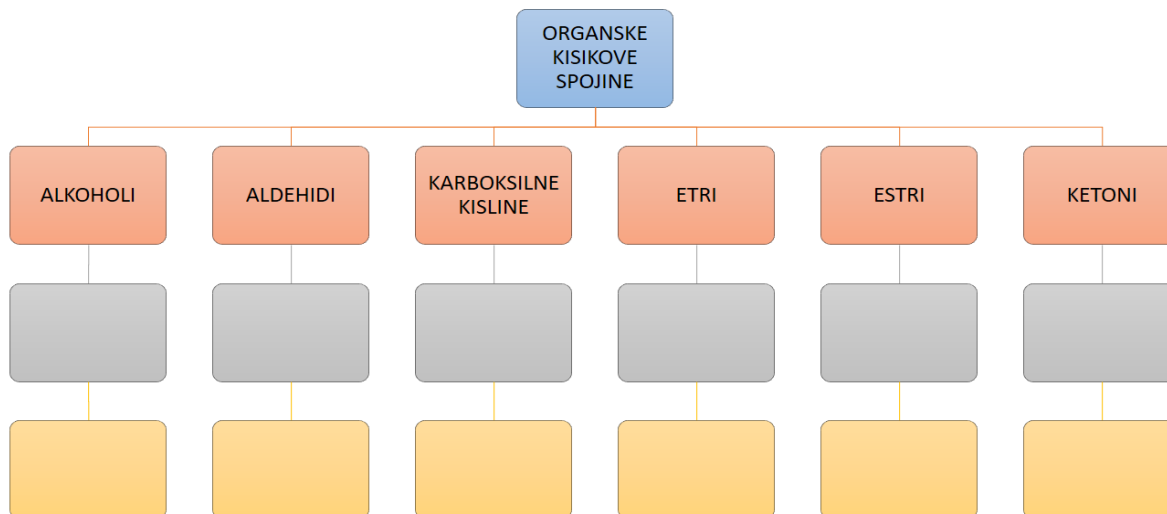 ORGANSKE
KISIKOVE
SPOJINE
ALKOHOLI
ALDEHIDI
KARBOKSILNE
KISLINE
ETRI
ESTRI
KETONI